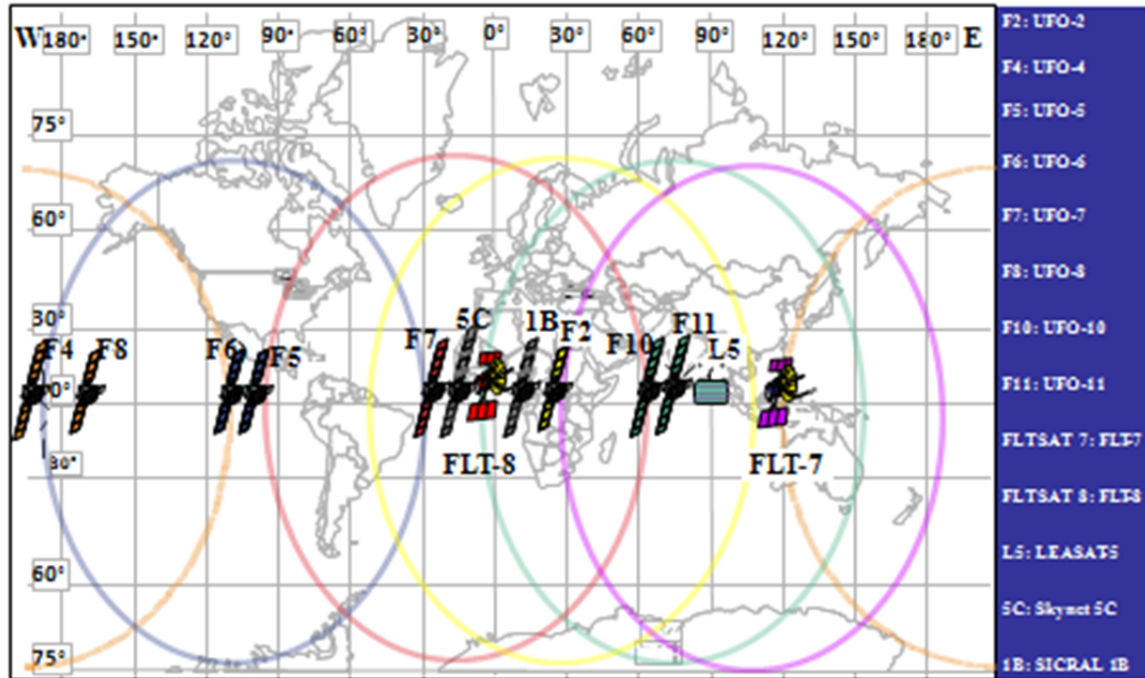 W 180° 150° 120° 90° 60° 30° 0° 30° 60° 90° 120° 150° 180° E
75°
60°
30°
0°
30°
60°
75°
F4 F8 F6 F5 F7 5C 1B F2 F10 F11 L5
FLT-8 FLT-7
F2: UFO-2
F4: UFO-4
F5: UFO-5
F6: UFO-6
F7: UFO-7
F8: UFO-8
F10: UFO-10
F11: UFO-11
FLTSAT 7: FLT-7
FLTSAT 8: FLT-8
L5: LEASAT-5
5C: Skynet 5C
1B: SICRAL 1B